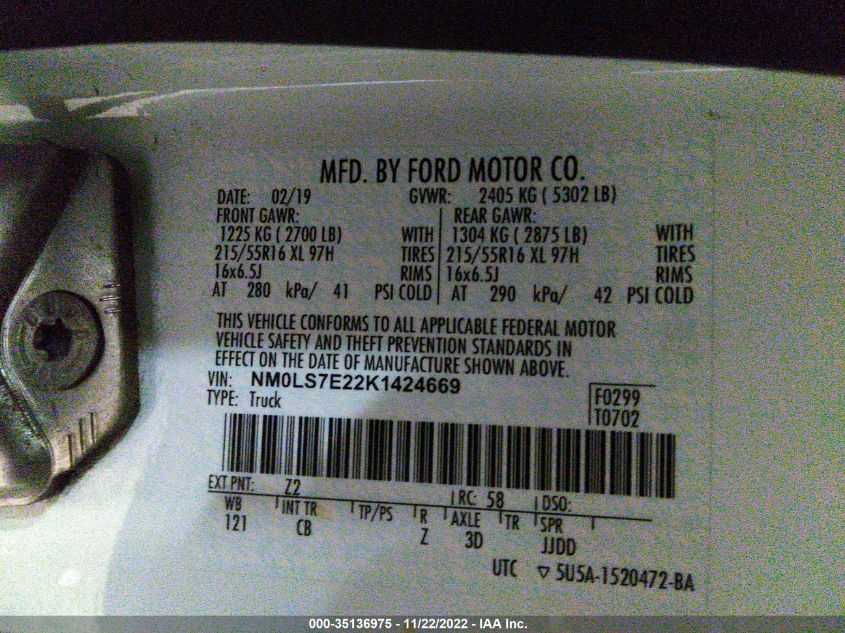 MFD. BY FORD MOTOR CO.
DATE: 02/19 GVWR: 2405 KG ( 5302 LB)
FRONT GAWR: REAR GAWR:
1225 KG ( 2700 LB) WITH 1304 KG ( 2875 LB) WITH
215/55R16 XL 97H TIRES 215/55R16 XL 97H TIRES
16x6.5J RIMS 16x6.5J RIMS
AT 280 kPa/ 41 PSI COLD AT 290 kPa/ 42 PSI COLD
THIS VEHICLE CONFORMS TO ALL APPLICABLE FEDERAL MOTOR
VEHICLE SAFETY AND THEFT PREVENTION STANDARDS IN
EFFECT ON THE DATE OF MANUFACTURE SHOWN ABOVE.
VIN: NM0LS7E22K1424669
TYPE: Truck
F0299
T0702
EXT PNT: Z2 RC: 58 DSO:
WB INT TR TP/PS R AXLE TR SPR
121 CB Z 3D JJDD
UTC ▽ 5U5A-1520472-BA
000-35136975 - 11/22/2022 - IAA Inc.